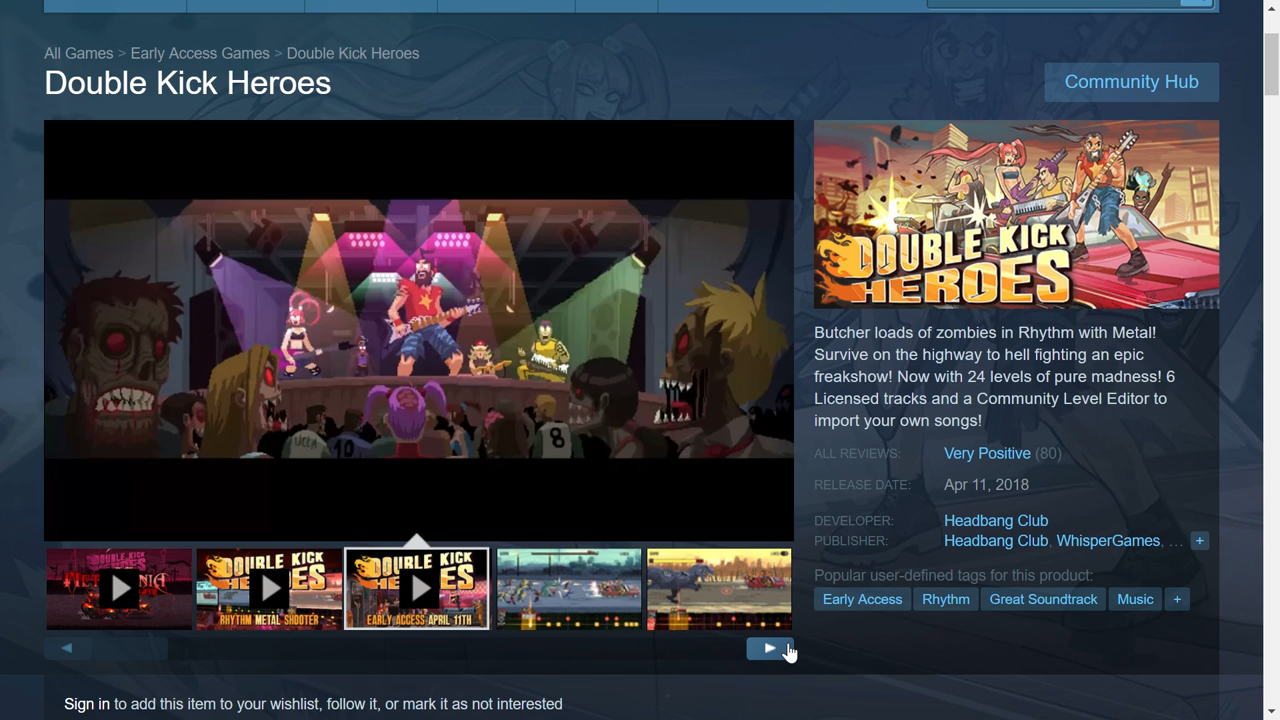 All Games > Early Access Games > Double Kick Heroes
Double Kick Heroes
Community Hub
UCLA
10
8
DOUBLE KICK
HEROES
Butcher loads of zombies in Rhythm with Metal!
Survive on the highway to hell fighting an epic
freakshow! Now with 24 levels of pure madness! 6
Licensed tracks and a Community Level Editor to
import your own songs!
ALL REVIEWS: Very Positive (80)
RELEASE DATE: Apr 11, 2018
DEVELOPER: Headbang Club
PUBLISHER: Headbang Club, WhisperGames, ... +
Popular user-defined tags for this product:
Early Access Rhythm Great Soundtrack Music +
DOUBLE KICK
DOUBLE KICK
RHYTHM METAL SHOOTER
DOUBLE KICK
EARLY ACCESS APRIL 11TH
Sign in to add this item to your wishlist, follow it, or mark it as not interested